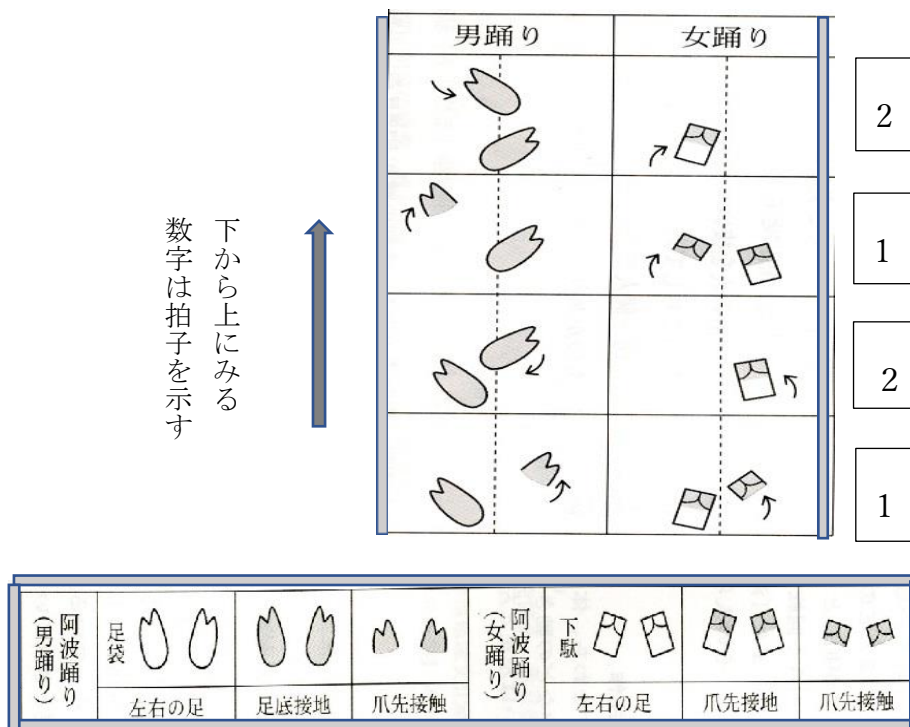 男踊り
女踊り
2
1
2
1
下から上にみる
数字は拍子を示す
阿波踊り
(男踊り)
足袋
左右の足
足底接地
爪先接触
阿波踊り
(女踊り)
下駄
左右の足
爪先接地
爪先接触